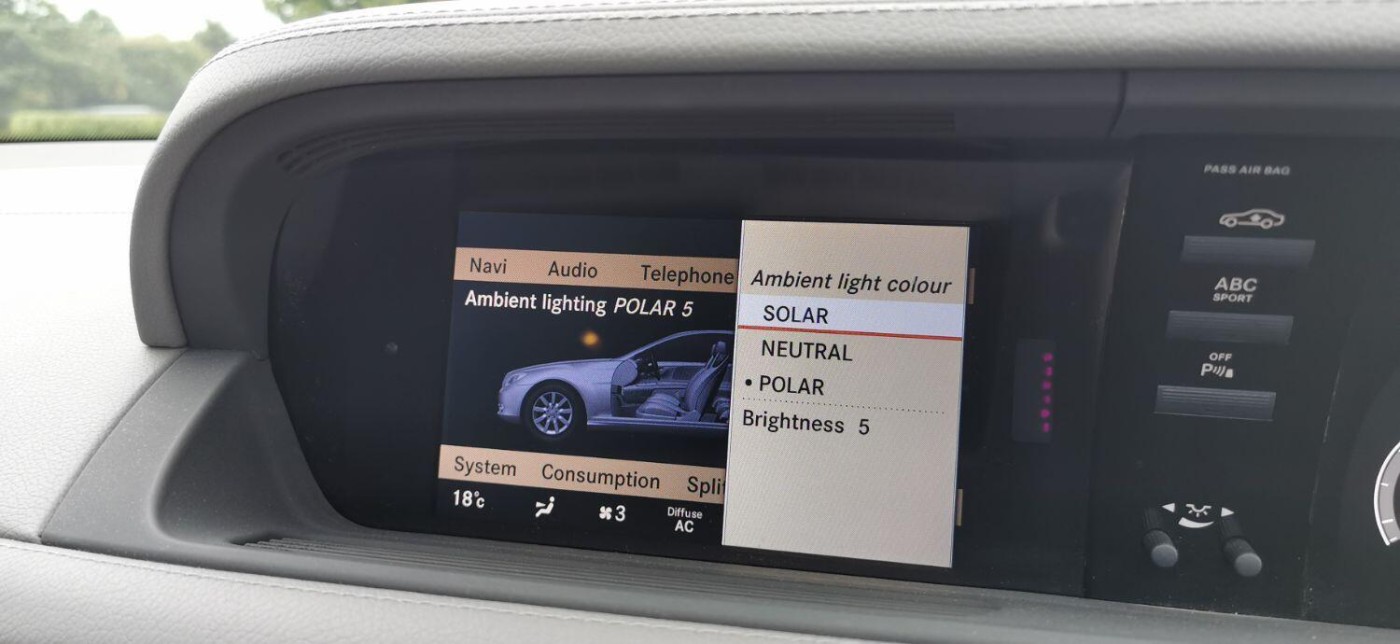 Navi Audio Telephone
Ambient lighting POLAR 5
System Consumption Split
18°C 3 Diffuse AC
Ambient light colour
SOLAR
NEUTRAL
• POLAR
Brightness 5
PASS AIR BAG
ABC
SPORT
OFF
P